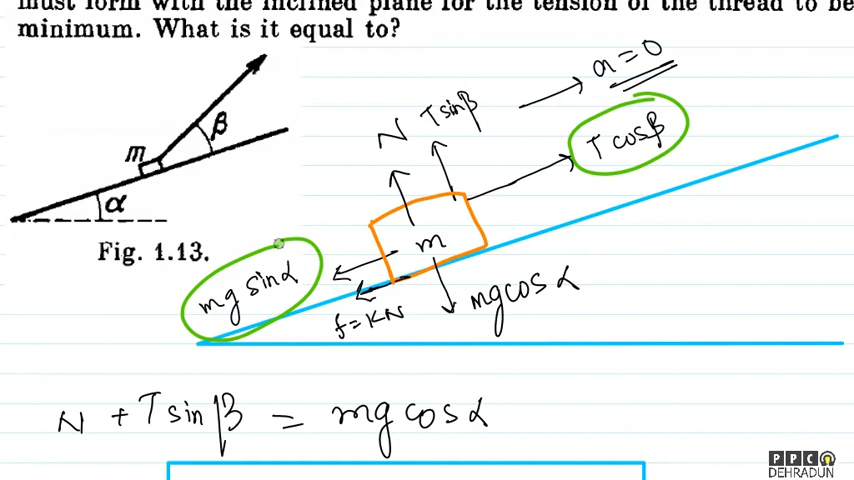 must form with the inclined plane for the tension of the thread to be
minimum. What is it equal to?
a = 0
N T sinβ
T cosβ
β
m
α
m
Fig. 1.13.
mg sinα
mg cos α
f = KN
N + T sin β = mg cos α
PPC
DEHRADUN